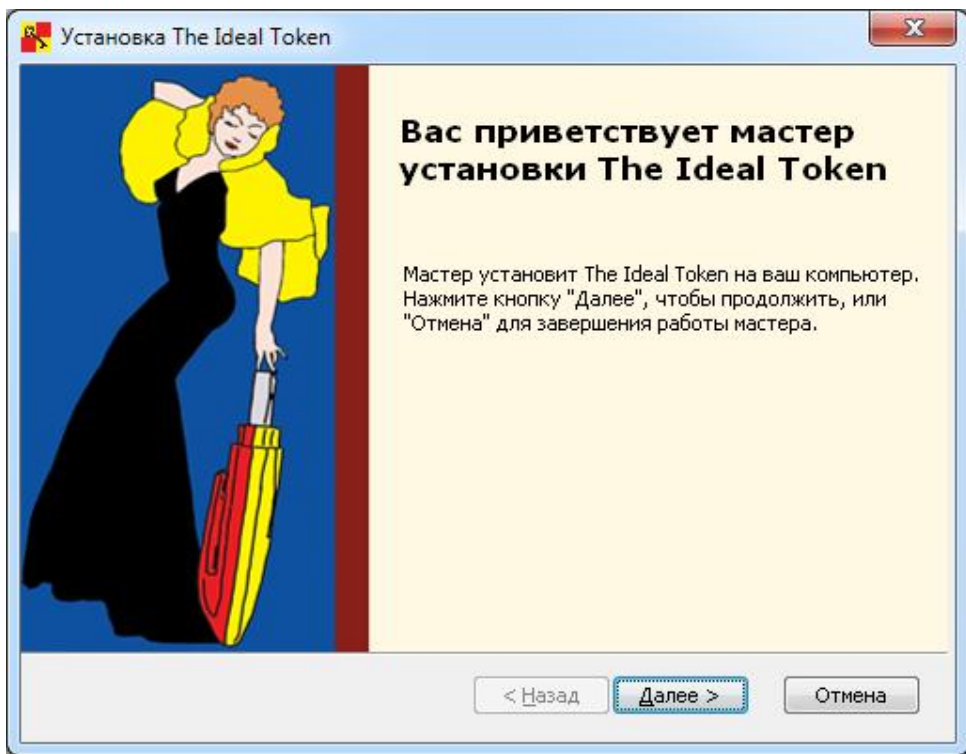 Установка The Ideal Token
Вас приветствует мастер
установки The Ideal Token
Мастер установит The Ideal Token на ваш компьютер.
Нажмите кнопку "Далее", чтобы продолжить, или
"Отмена" для завершения работы мастера.
< Назад Далее > Отмена